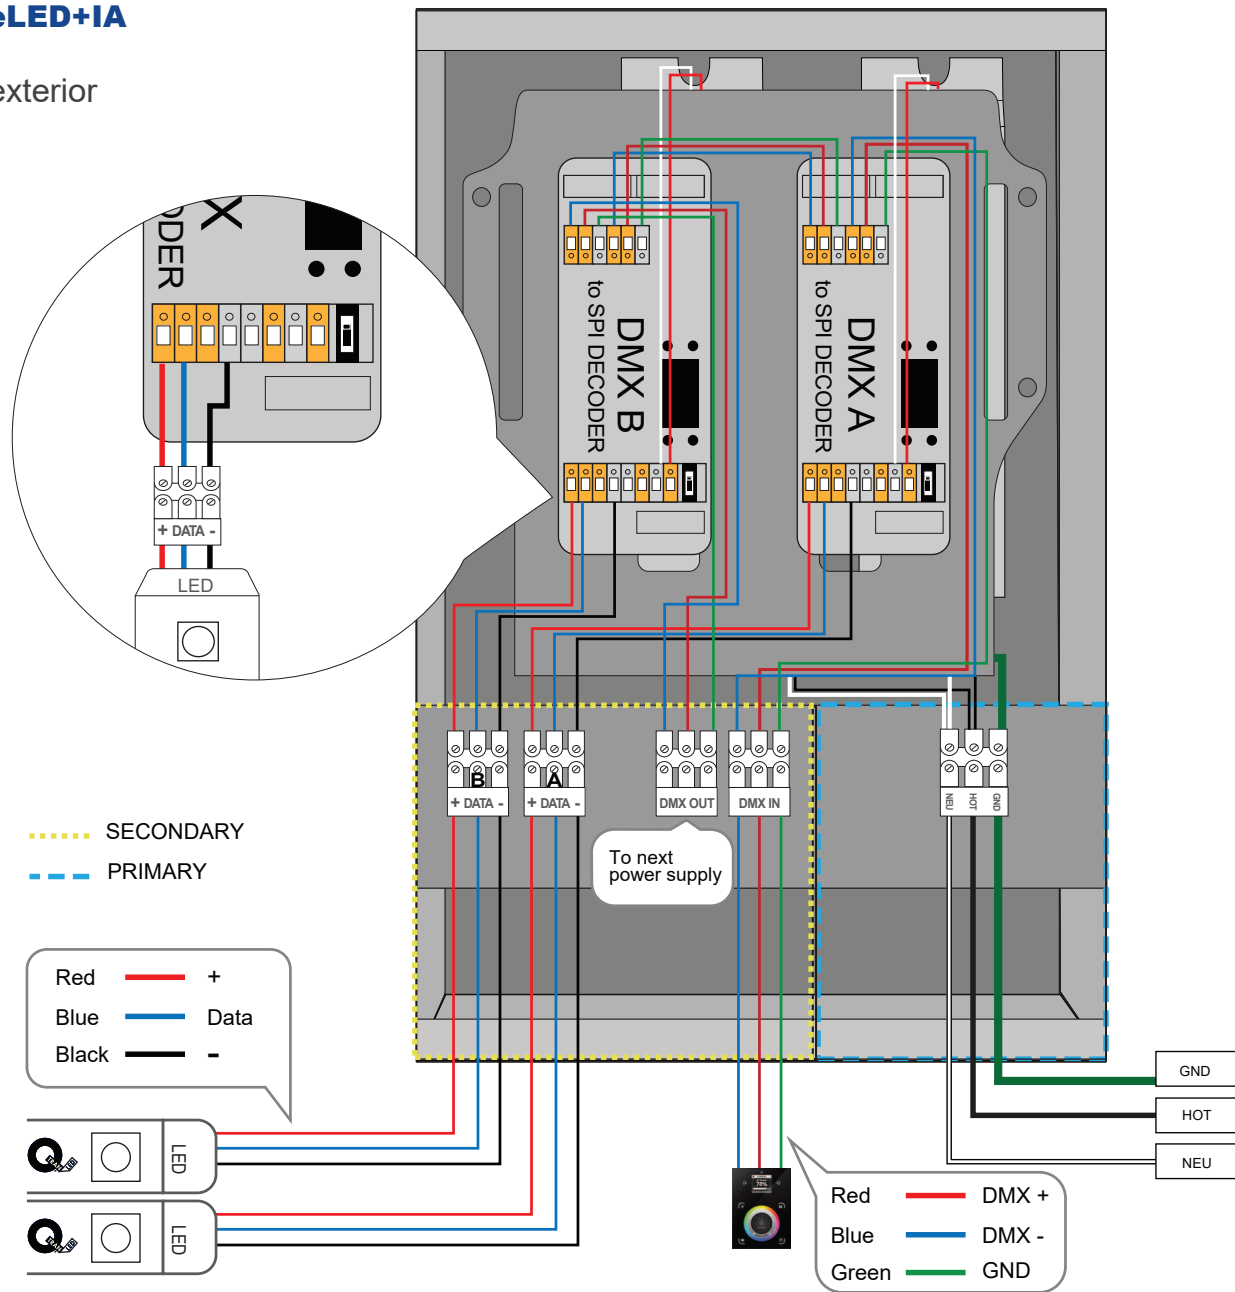 eLED+IA
exterior
DMX B
to SPI DECODER
DMX A
to SPI DECODER
X
ODER
+ DATA -
LED
B
+ DATA -
A
+ DATA -
DMX OUT
DMX IN
NEU
HOT
GND
To next
power supply
SECONDARY
PRIMARY
Red +
Blue Data
Black -
LED
LED
70%
Red DMX +
Blue DMX -
Green GND
GND
HOT
NEU